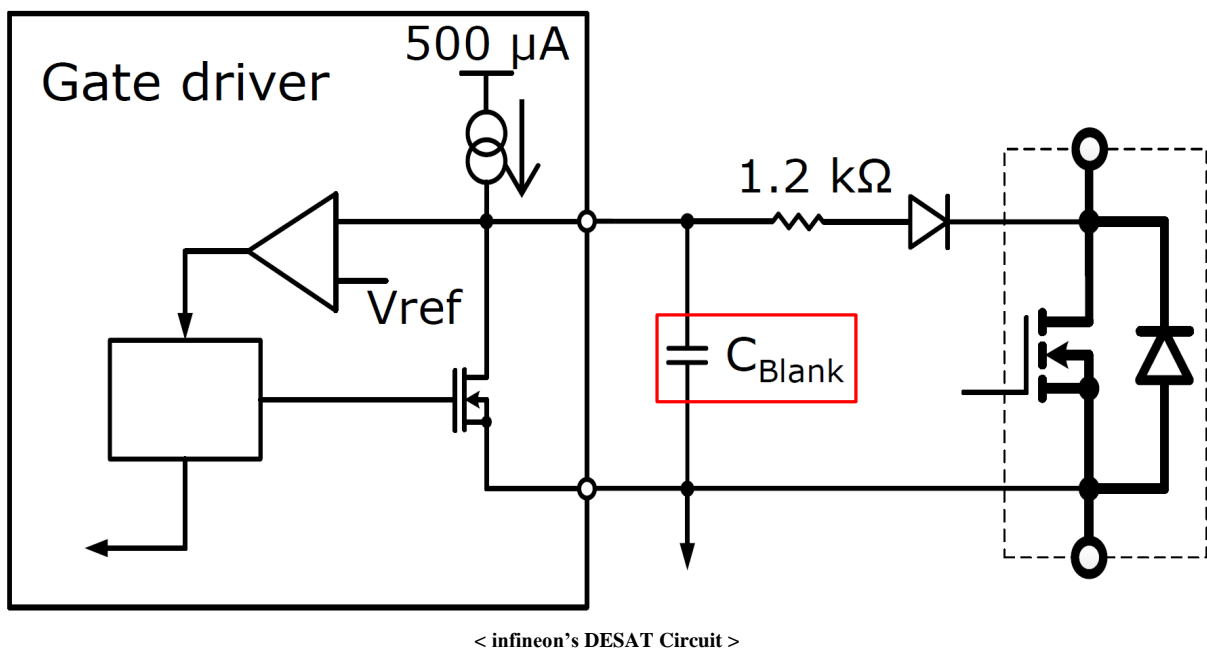 500 µA
Gate driver
1.2 kΩ
Vref
CBlank
< infineon's DESAT Circuit >